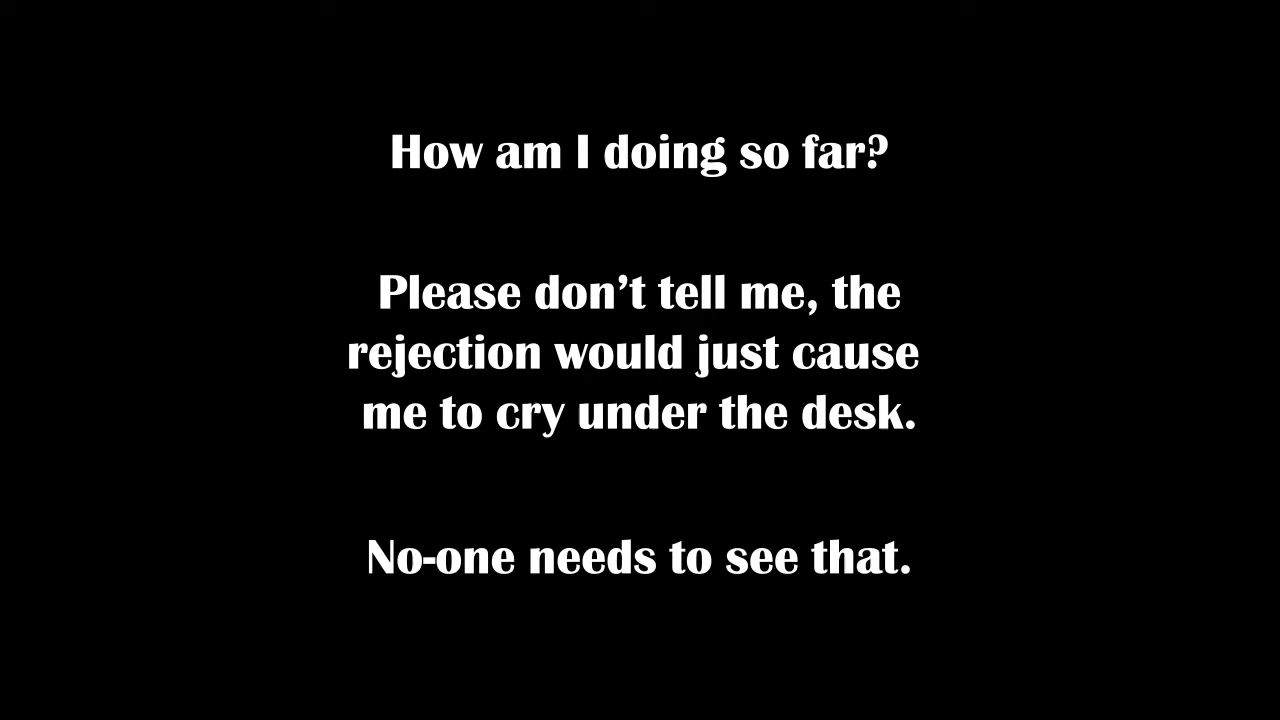 How am I doing so far?
Please don’t tell me, the
rejection would just cause
me to cry under the desk.
No-one needs to see that.